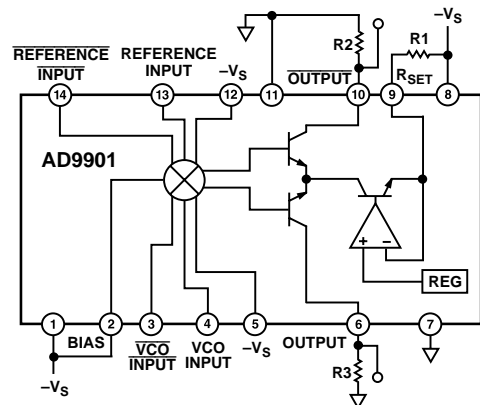 REFERENCE
INPUT
REFERENCE
INPUT
–VS
R2
OUTPUT
R1
RSET
–VS
14
13
12
11
10
9
8
AD9901
+
–
REG
1
2
3
4
5
6
7
BIAS
VCO
INPUT
VCO
INPUT
–VS
OUTPUT
–VS
R3